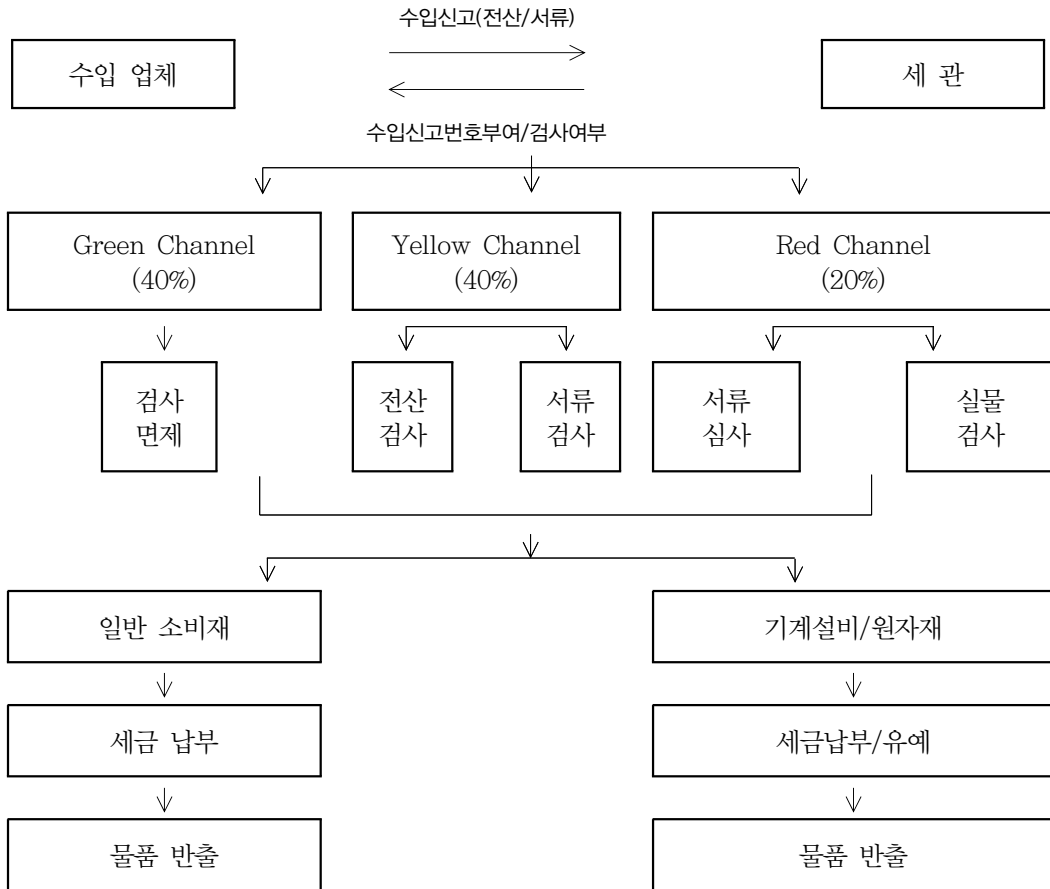 수입신고(전산/서류)
수입 업체
세 관
수입신고번호부여/검사여부
Green Channel
(40%)
Yellow Channel
(40%)
Red Channel
(20%)
검사
면제
전산
검사
서류
검사
서류
심사
실물
검사
일반 소비재
기계설비/원자재
세금 납부
세금납부/유예
물품 반출
물품 반출